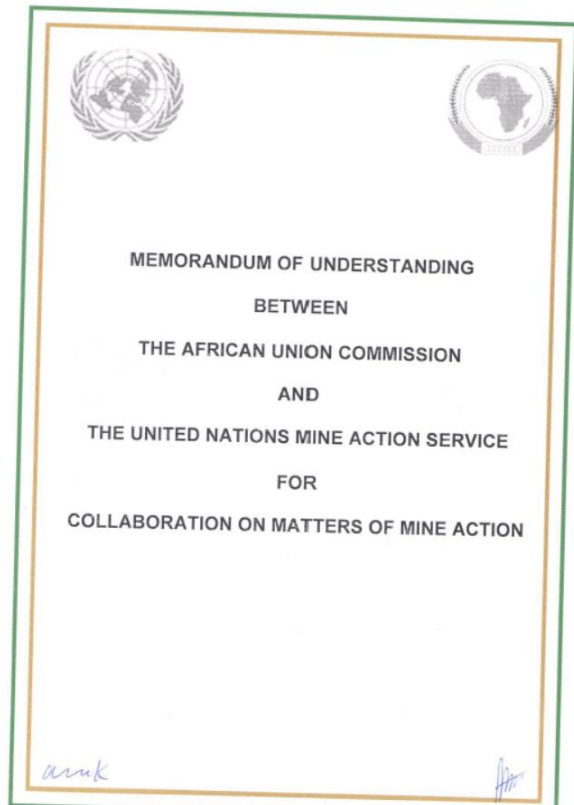 MEMORANDUM OF UNDERSTANDING
BETWEEN
THE AFRICAN UNION COMMISSION
AND
THE UNITED NATIONS MINE ACTION SERVICE
FOR
COLLABORATION ON MATTERS OF MINE ACTION